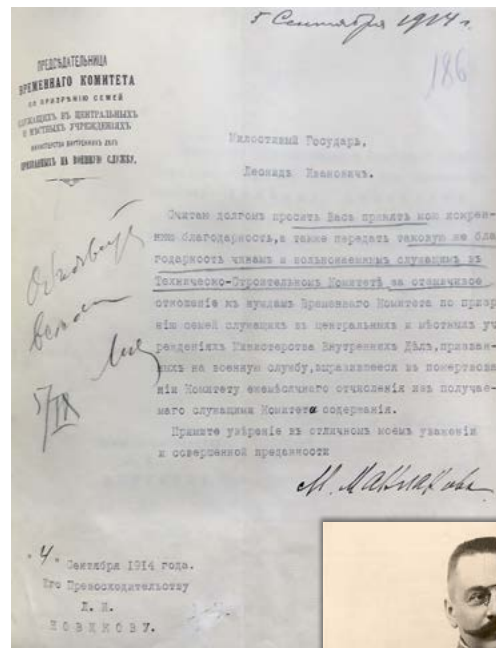 5 Сентября 1914 г.
186
ПРЕДСѢДАТЕЛЬНИЦА
ВРЕМЕННАГО КОМИТЕТА
ПО ПРИЗРѢНІЮ СЕМЕЙ
СЛУЖАЩИХЪ ВЪ ЦЕНТРАЛЬНЫХЪ
И МѢСТНЫХЪ УЧРЕЖДЕНІЯХЪ
МИНИСТЕРСТВА ВНУТРЕННИХЪ ДѢЛЪ
ПРИЗВАННЫХЪ НА ВОЕННУЮ СЛУЖБУ.
Милостивый Государь,
Леонидъ Ивановичъ.
Считаю долгомъ просить Васъ принять мою искрен-
нюю благодарность, а также передать таковую же бла
годарность чинамъ и вольнонаемнымъ служащимъ въ
Техническо-Строительномъ Комитетѣ за отзывчивое
отношеніе къ нуждамъ Временнаго Комитета по призрѣ
нію семей служащихъ въ центральныхъ и мѣстныхъ уч
режденіяхъ Министерства Внутреннихъ Дѣлъ, призван-
ныхъ на военную службу, выразившееся въ пожертвова
ніи Комитету ежемѣсячнаго отчисленія изъ получае-
маго служащими Комитета содержанія.
Примите увѣреніе въ отличномъ моемъ уваженіи
и совершенной преданности
М. Маклакова
5/IX
"4" Сентября 1914 года.
Его Превосходительству
Л. И.
НОВИКОВУ.